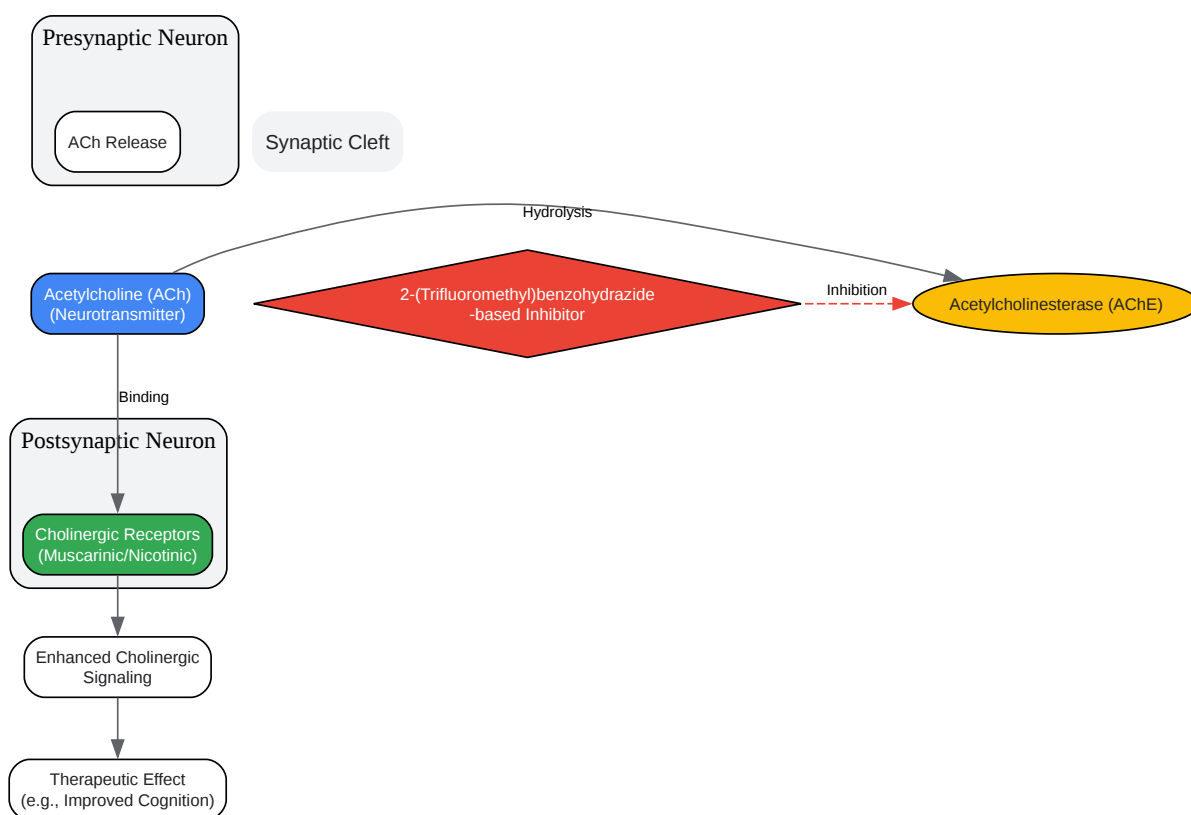 Presynaptic Neuron
ACh Release
Synaptic Cleft
Hydrolysis
Acetylcholine (ACh)
(Neurotransmitter)
2-(Trifluoromethyl)benzohydrazide
-based Inhibitor
Inhibition
Acetylcholinesterase (AChE)
Binding
Postsynaptic Neuron
Cholinergic Receptors
(Muscarinic/Nicotinic)
Enhanced Cholinergic
Signaling
Therapeutic Effect
(e.g., Improved Cognition)